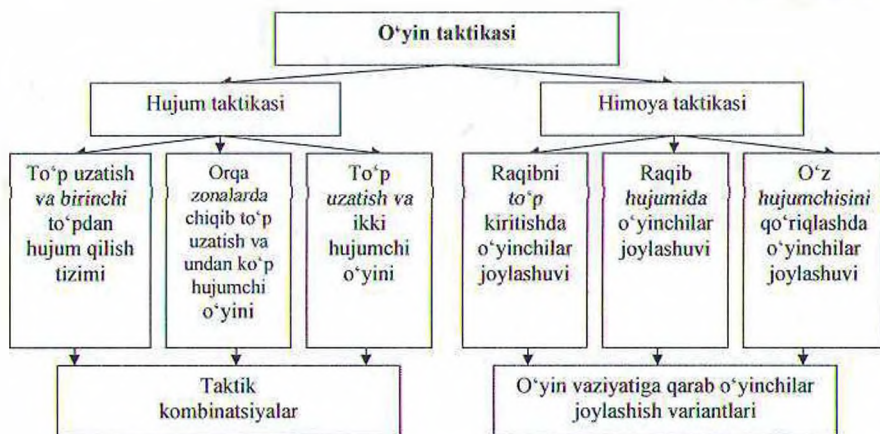 O‘yin taktikasi
Hujum taktikasi
Himoya taktikasi
To‘p uzatish
va birinchi
to‘pdan
hujum qilish
tizimi
Orqa
zonalarda
chiqib to‘p
uzatish va
undan ko‘p
hujumchi
o‘yini
To‘p
uzatish va
ikki
hujumchi
o‘yini
Raqibni
to‘p
kiritishda
o‘yinchilar
joylashuvi
Raqib
hujumida
o‘yinchilar
joylashuvi
O‘z
hujumchisini
qo‘riqlashda
o‘yinchilar
joylashuvi
Taktik
kombinatsiyalar
O‘yin vaziyatiga qarab o‘yinchilar
joylashish variantlari